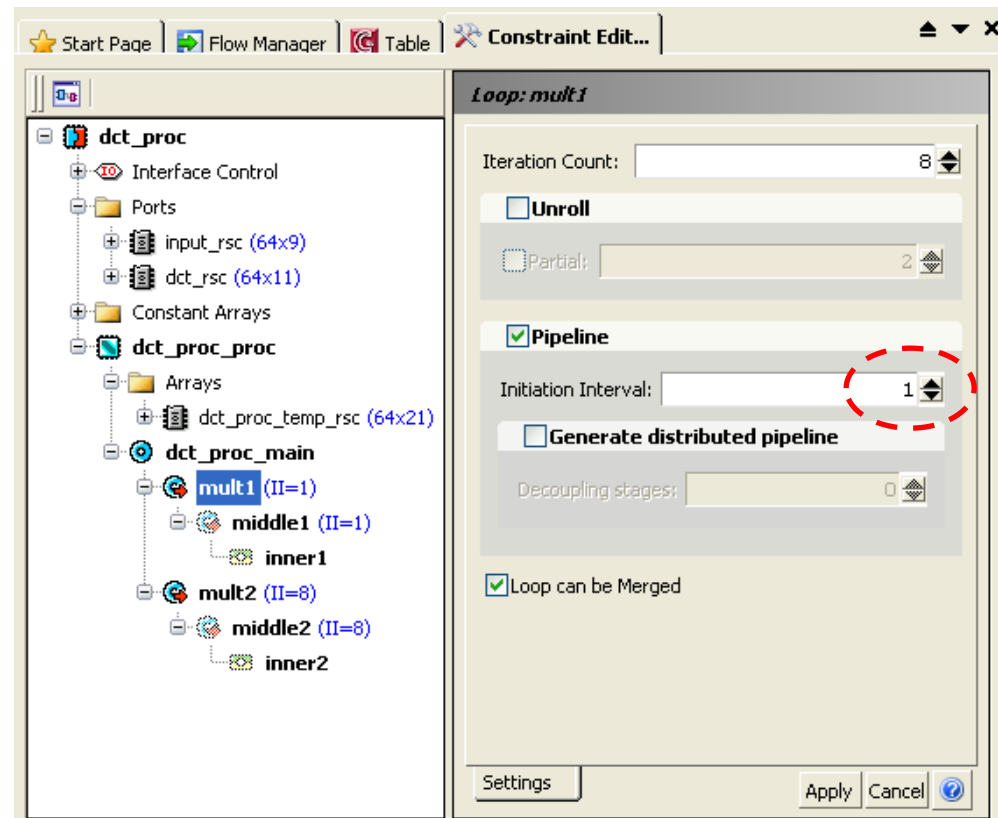 Start Page Flow Manager Table Constraint Edit...
Loop: mult1
dct_proc
Interface Control
Ports
input_rsc (64x9)
dct_rsc (64x11)
Constant Arrays
dct_proc_proc
Arrays
dct_proc_temp_rsc (64x21)
dct_proc_main
mult1 (II=1)
middle1 (II=1)
inner1
mult2 (II=8)
middle2 (II=8)
inner2
Iteration Count: 8
Unroll
Partial: 2
Pipeline
Initiation Interval: 1
Generate distributed pipeline
Decoupling stages: 0
Loop can be Merged
Settings
Apply Cancel ?